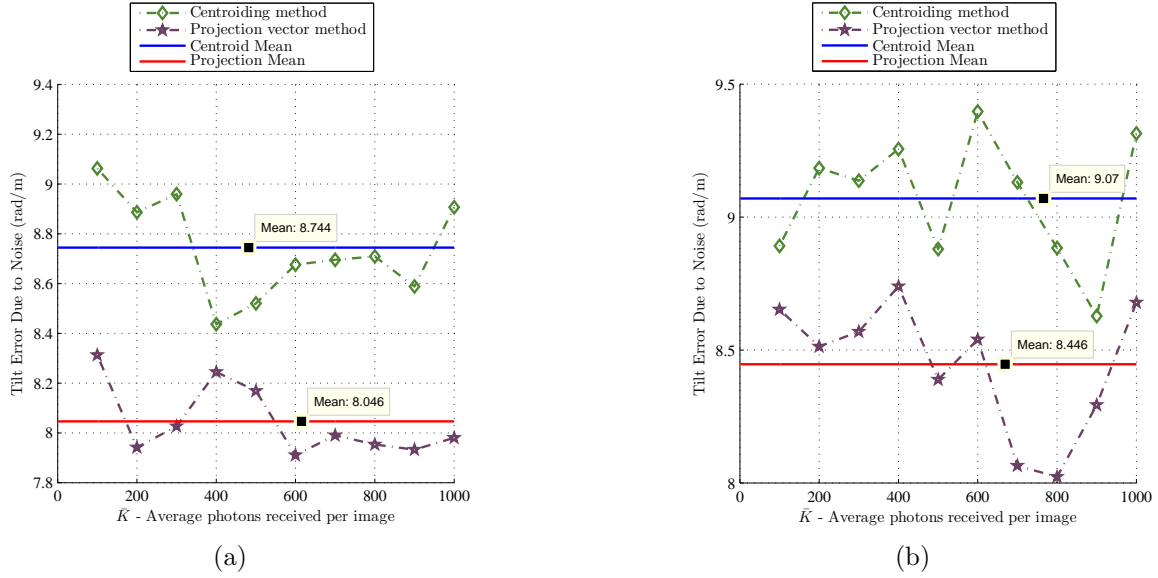 Centroiding method
Projection vector method
Centroid Mean
Projection Mean
9.4
9.2
9
8.8
8.6
8.4
8.2
8
7.8
Tilt Error Due to Noise (rad/m)
Mean: 8.744
Mean: 8.046
0 200 400 600 800 1000
K̄ - Average photons received per image
(a)
Centroiding method
Projection vector method
Centroid Mean
Projection Mean
9.5
9
8.5
8
Tilt Error Due to Noise (rad/m)
Mean: 9.07
Mean: 8.446
0 200 400 600 800 1000
K̄ - Average photons received per image
(b)